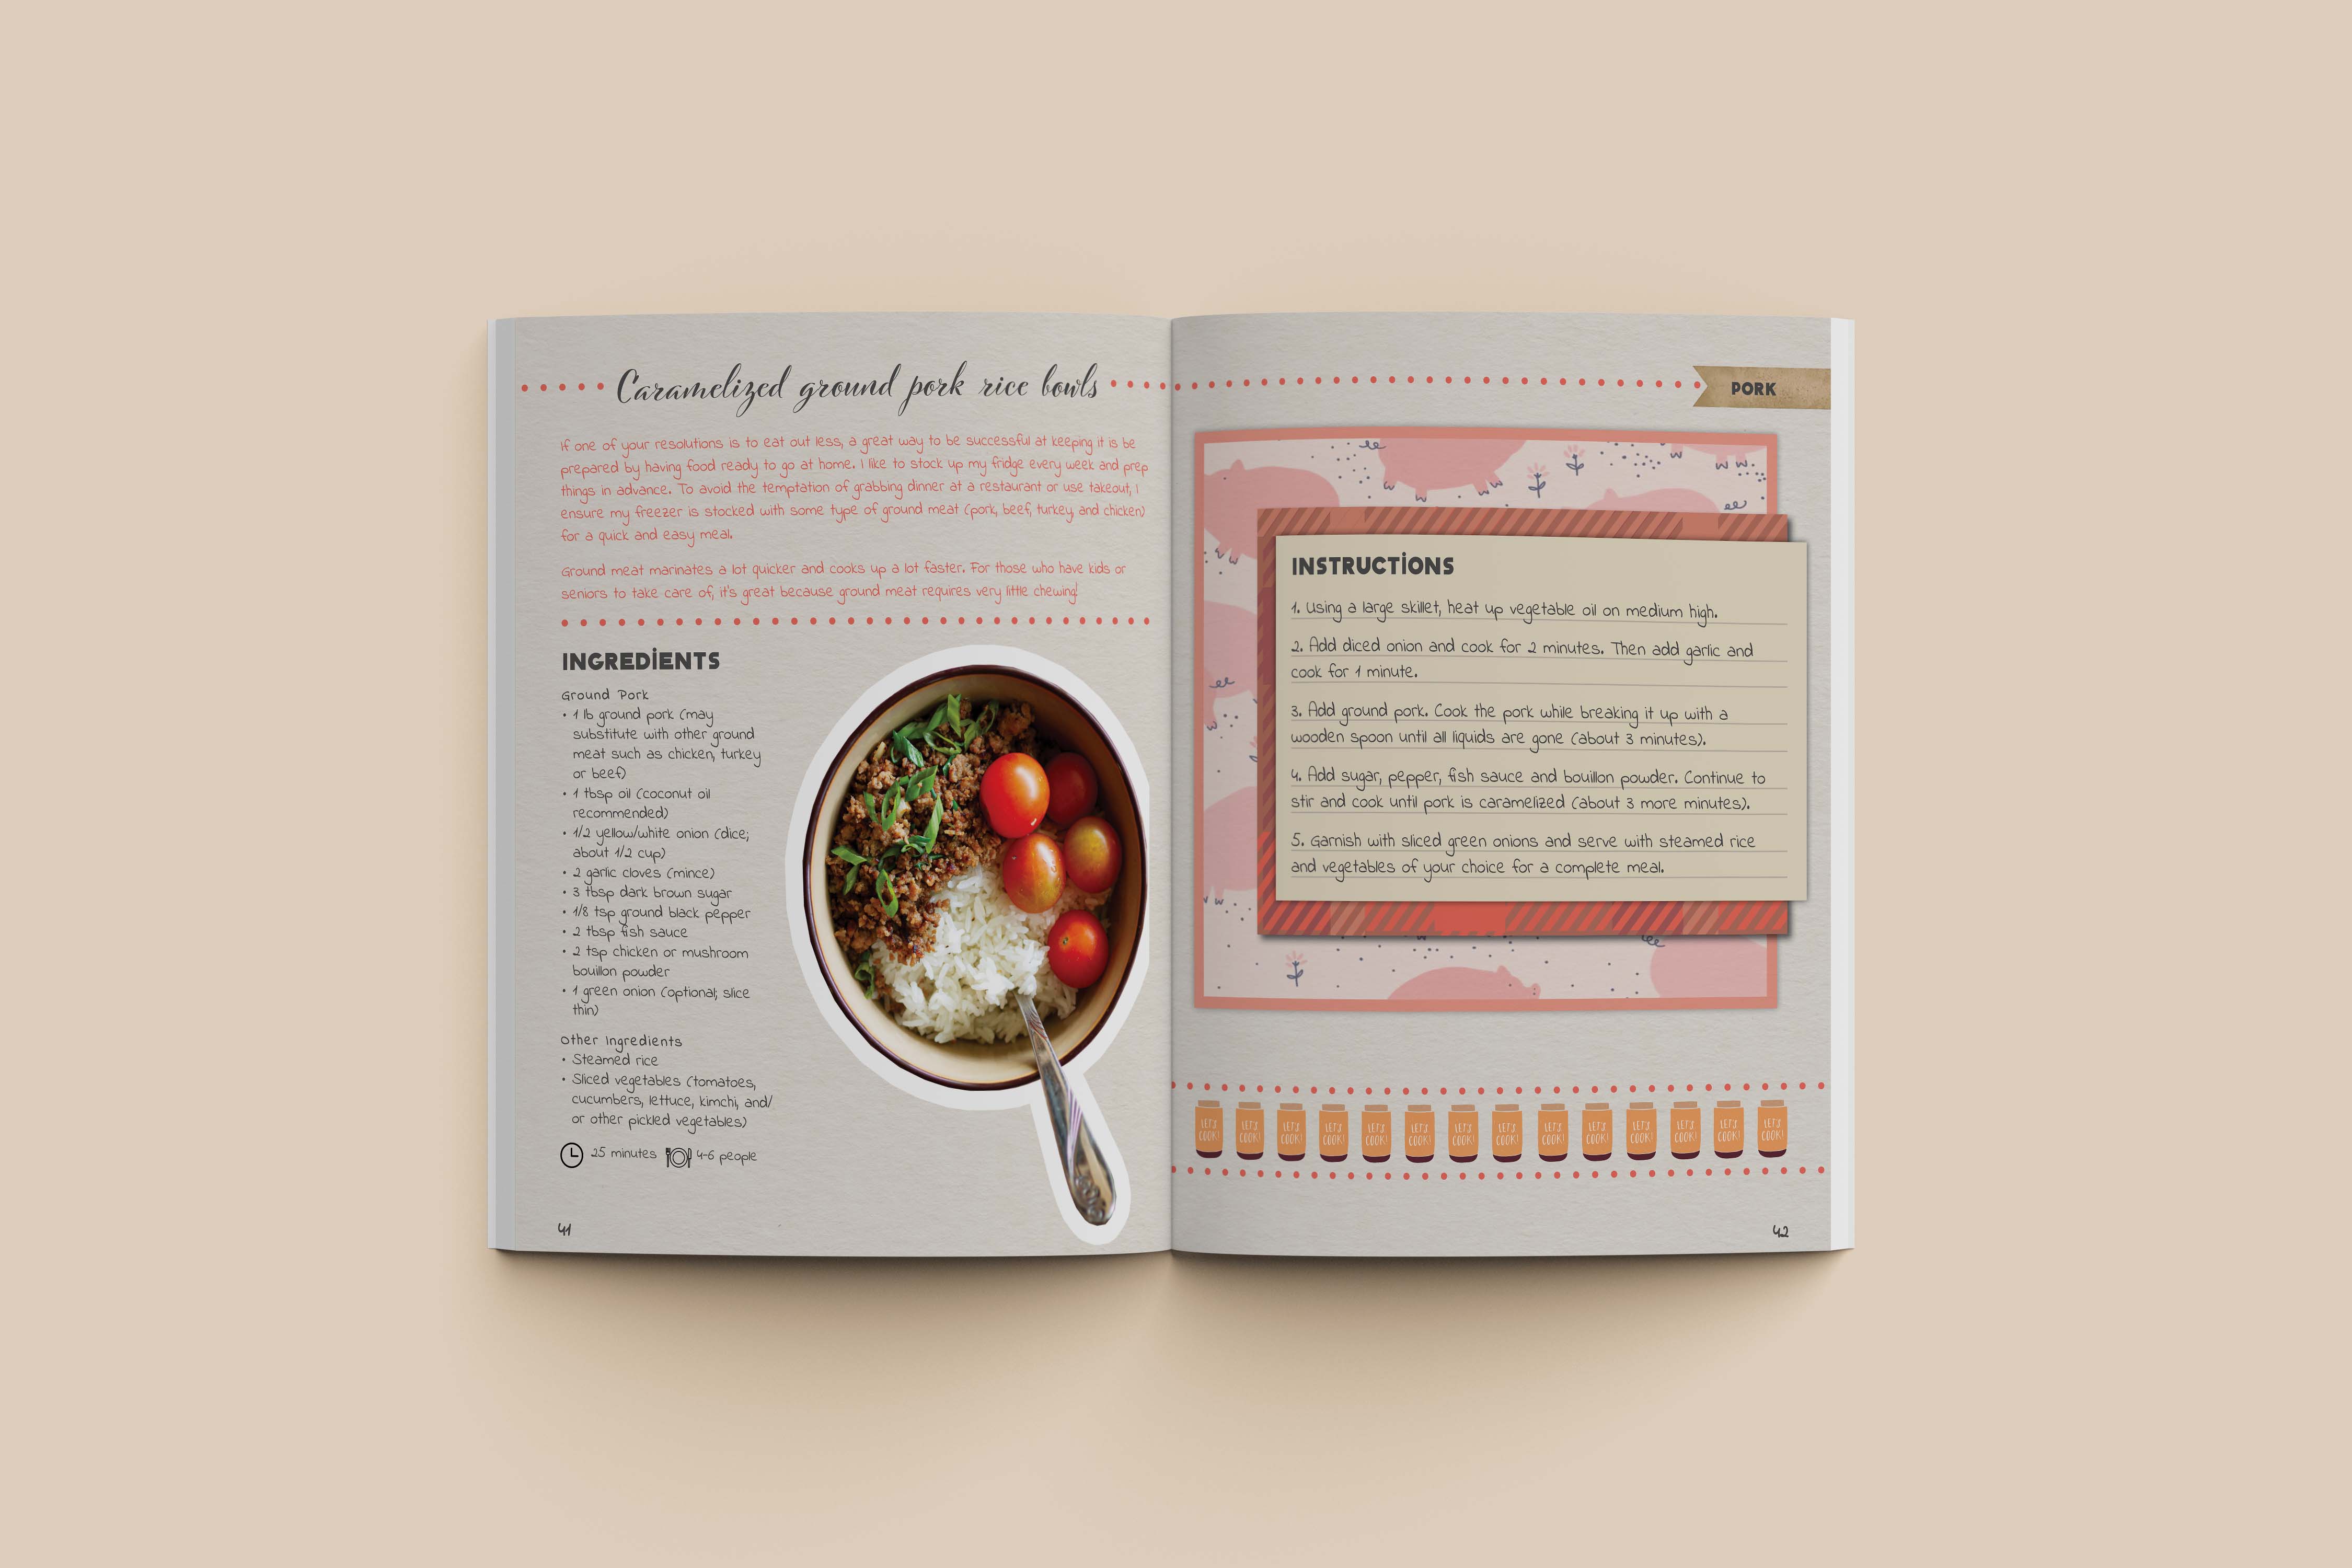 Caramelized ground pork rice bowls
If one of your resolutions is to eat out less, a great way to be successful at keeping it is be
prepared by having food ready to go at home. I like to stock up my fridge every week and prep
things in advance. To avoid the temptation of grabbing dinner at a restaurant or use takeout, I
ensure my freezer is stocked with some type of ground meat (pork, beef, turkey, and chicken)
for a quick and easy meal.
Ground meat marinates a lot quicker and cooks up a lot faster. For those who have kids or
seniors to take care of, it's great because ground meat requires very little chewing!
INGREDIENTS
Ground Pork
• 1 lb ground pork (may
substitute with other ground
meat such as chicken, turkey
or beef)
• 1 tbsp oil (coconut oil
recommended)
• 1/2 yellow/white onion (dice;
about 1/2 cup)
• 2 garlic cloves (mince)
• 3 tbsp dark brown sugar
• 1/8 tsp ground black pepper
• 2 tbsp fish sauce
• 2 tsp chicken or mushroom
bouillon powder
• 1 green onion (optional; slice
thin)
Other Ingredients
• Steamed rice
• Sliced vegetables (tomatoes,
cucumbers, lettuce, kimchi, and/
or other pickled vegetables)
25 minutes 4-6 people
41
PORK
INSTRUCTIONS
1. Using a large skillet, heat up vegetable oil on medium high.
2. Add diced onion and cook for 2 minutes. Then add garlic and
cook for 1 minute.
3. Add ground pork. Cook the pork while breaking it up with a
wooden spoon until all liquids are gone (about 3 minutes).
4. Add sugar, pepper, fish sauce and bouillon powder. Continue to
stir and cook until pork is caramelized (about 3 more minutes).
5. Garnish with sliced green onions and serve with steamed rice
and vegetables of your choice for a complete meal.
LET'S LET'S LET'S LET'S LET'S LET'S LET'S LET'S LET'S LET'S LET'S LET'S LET'S LET'S
COOK! COOK! COOK! COOK! COOK! COOK! COOK! COOK! COOK! COOK! COOK! COOK! COOK! COOK!
42